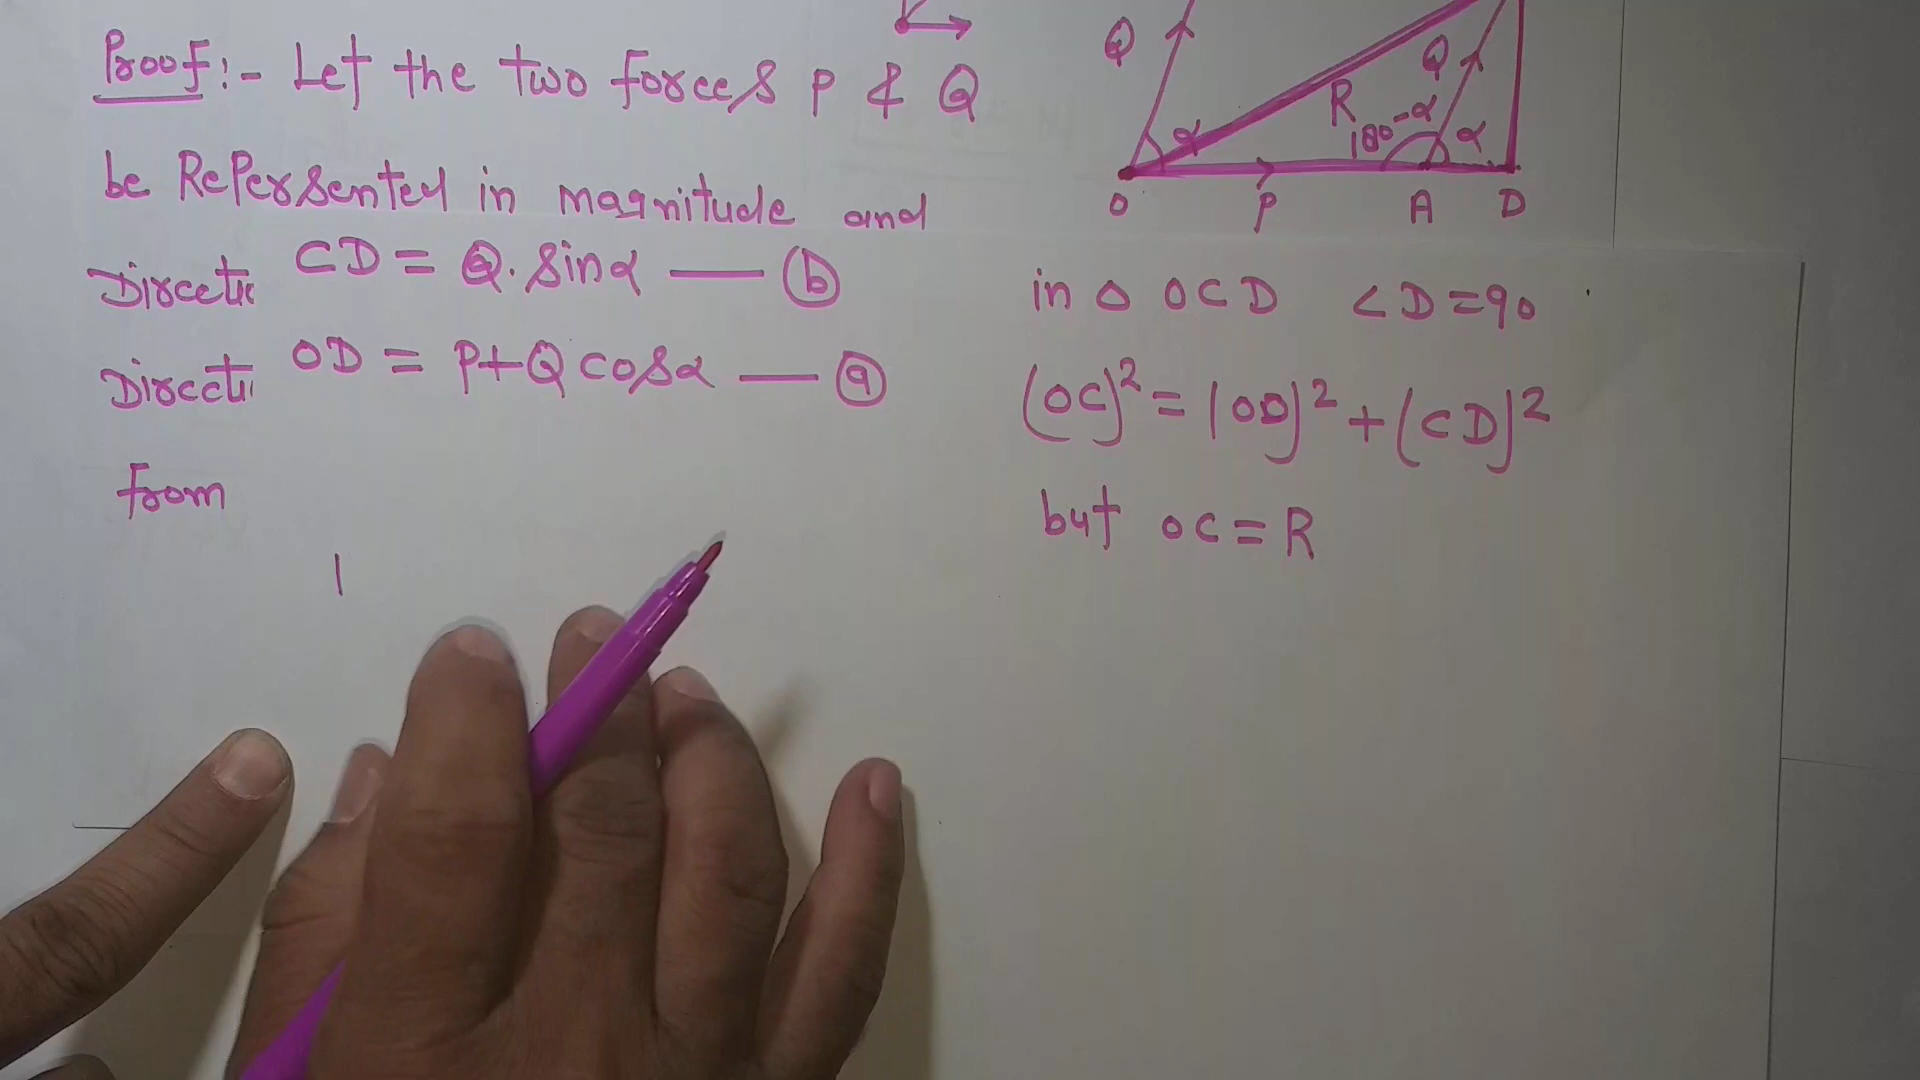 Proof:- Let the two forces P & Q
be RePersented in magnitude and
Directi
CD = Q. Sinα — (b)
Directi
OD = P+Q cosα — (a)
from
Q
α
R
180-α
Q
α
O P A D
in △ OCD ∠D=90
(OC)² = (OD)² + (CD)²
but OC = R